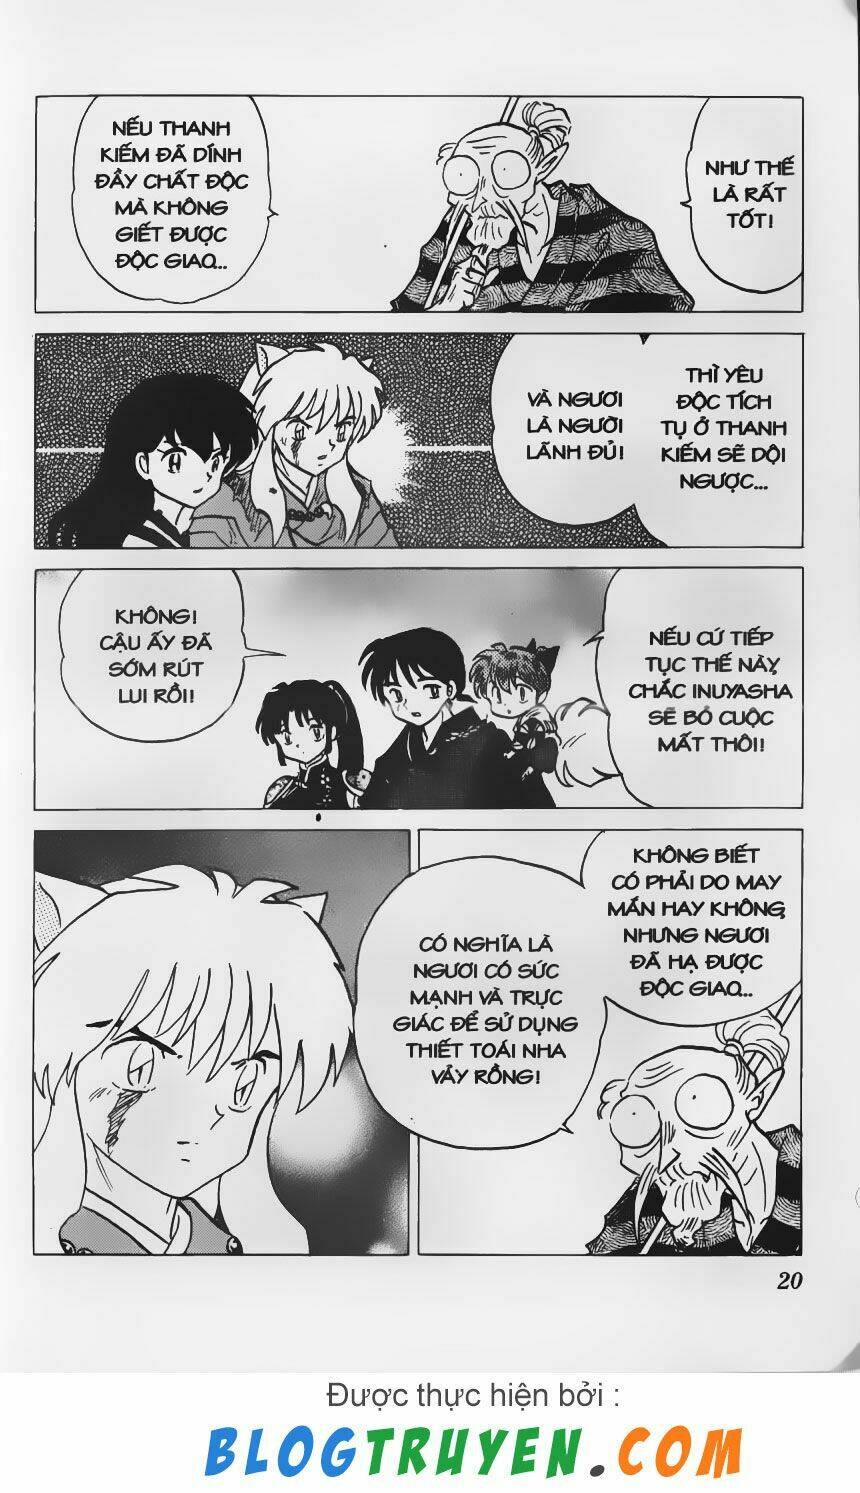 NHƯ THẾ
LÀ RẤT
TỐT!
NẾU THANH
KIẾM ĐÃ DÍNH
ĐẦY CHẤT ĐỘC
MÀ KHÔNG
GIẾT ĐƯỢC
ĐỘC GIAO...
THÌ YÊU
ĐỘC TÍCH
TỤ Ở THANH
KIẾM SẼ DỘI
NGƯỢC...
VÀ NGƯƠI
LÀ NGƯỜI
LÃNH ĐỦ!
NẾU CỨ TIẾP
TỤC THẾ NÀY,
CHẮC INUYASHA
SẼ BỎ CUỘC
MẤT THÔI!
KHÔNG!
CẬU ẤY ĐÃ
SỚM RÚT
LUI RỒI!
KHÔNG BIẾT
CÓ PHẢI DO MAY
MẮN HAY KHÔNG,
NHƯNG NGƯƠI
ĐÃ HẠ ĐƯỢC
ĐỘC GIAO...
CÓ NGHĨA LÀ
NGƯƠI CÓ SỨC
MẠNH VÀ TRỰC
GIÁC ĐỂ SỬ DỤNG
THIẾT TOÁI NHA
VẢY RỒNG!
20
Được thực hiện bởi :
BLOGTRUYEN.COM